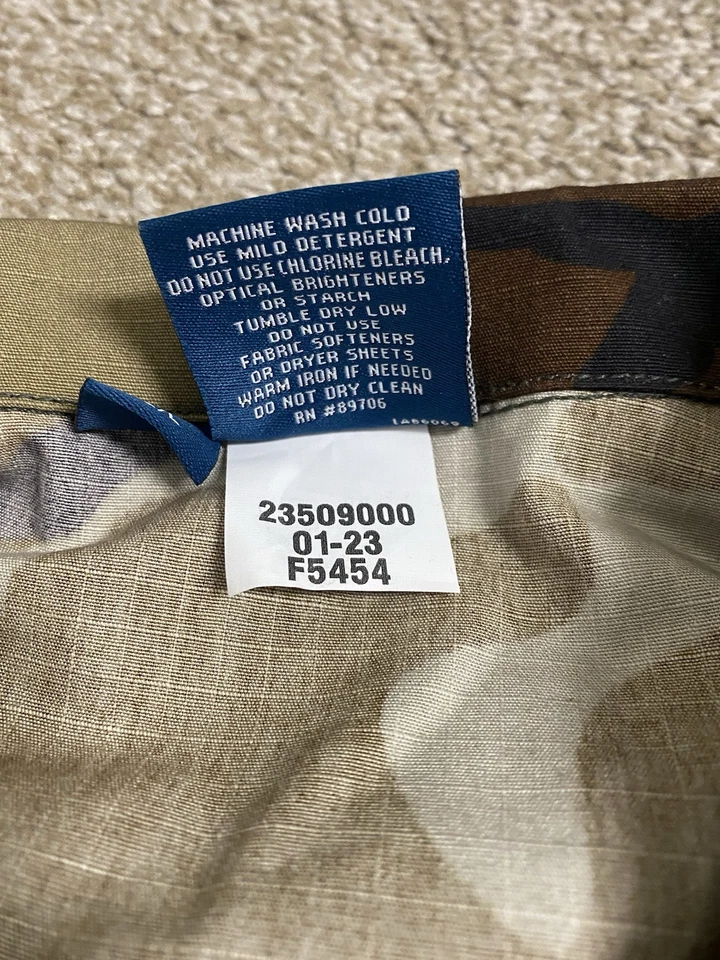 MACHINE WASH COLD
USE MILD DETERGENT
DO NOT USE CHLORINE BLEACH,
OPTICAL BRIGHTENERS
OR STARCH
TUMBLE DRY LOW
DO NOT USE
FABRIC SOFTENERS
OR DRYER SHEETS
WARM IRON IF NEEDED
DO NOT DRY CLEAN
RN #89706
23509000
01-23
F5454